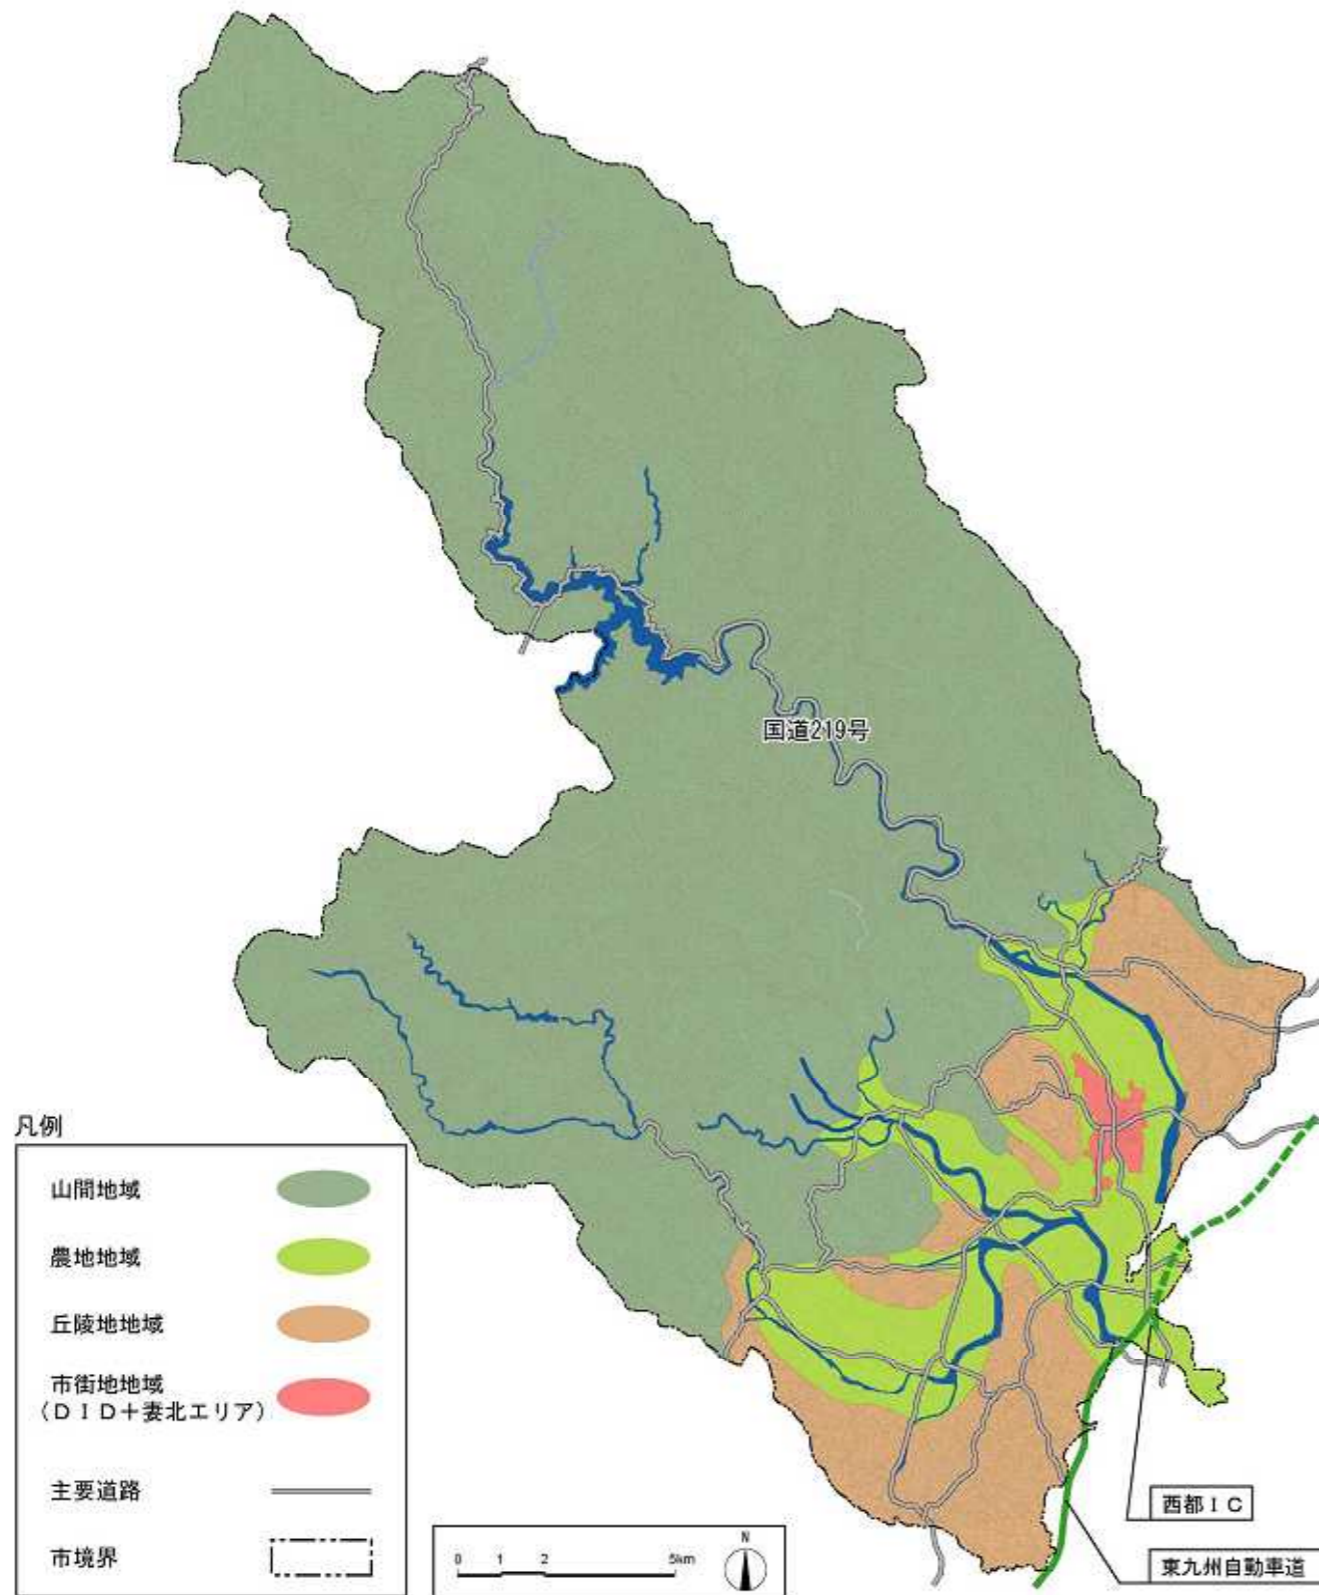 国道219号
凡例
山間地域
農地地域
丘陵地地域
市街地地域
（ＤＩＤ＋妻北エリア）
主要道路
市境界
0 1 2 5km
N
西都ＩＣ
東九州自動車道